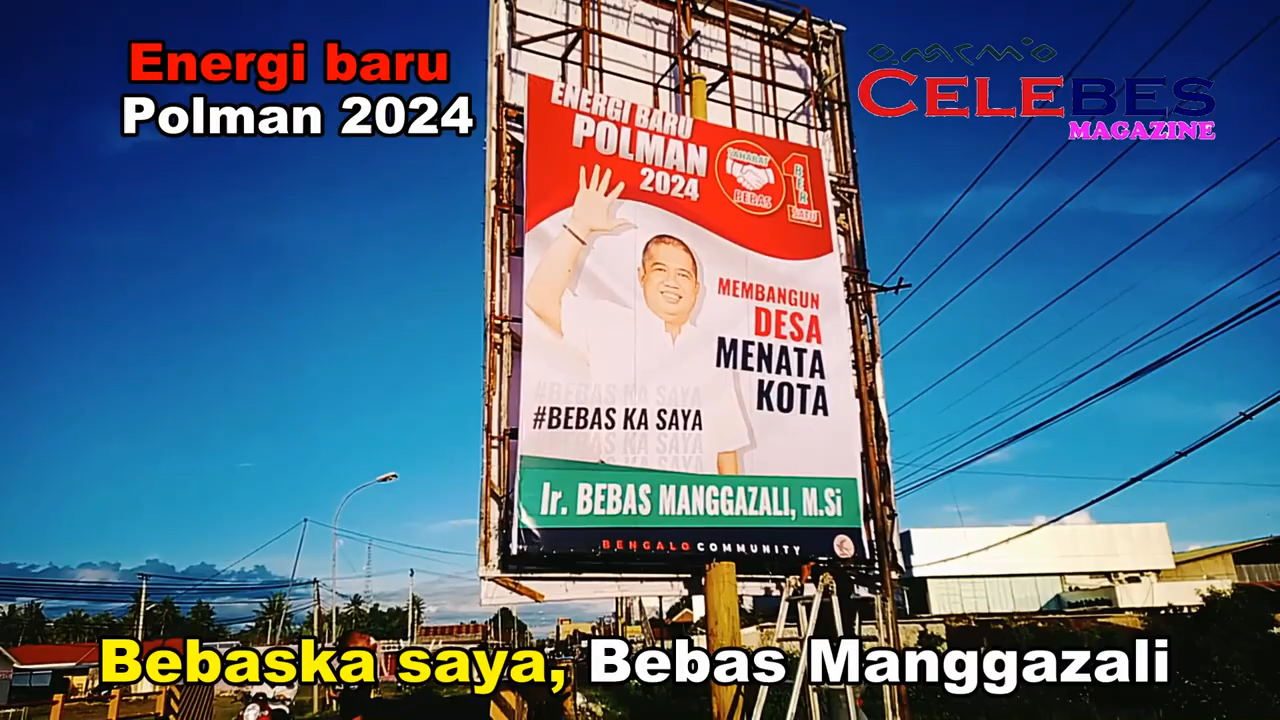 Energi baru
Polman 2024
CELEBES
MAGAZINE
ENERGI BARU
POLMAN
2024
SAHABAT
BEBAS
1
BER
SATU
MEMBANGUN
DESA
MENATA
KOTA
#BEBAS KA SAYA
#BEBAS KA SAYA
BEBAS KA SAYA
Ir. BEBAS MANGGAZALI, M.Si
BENGALO COMMUNITY
Bebaska saya, Bebas Manggazali